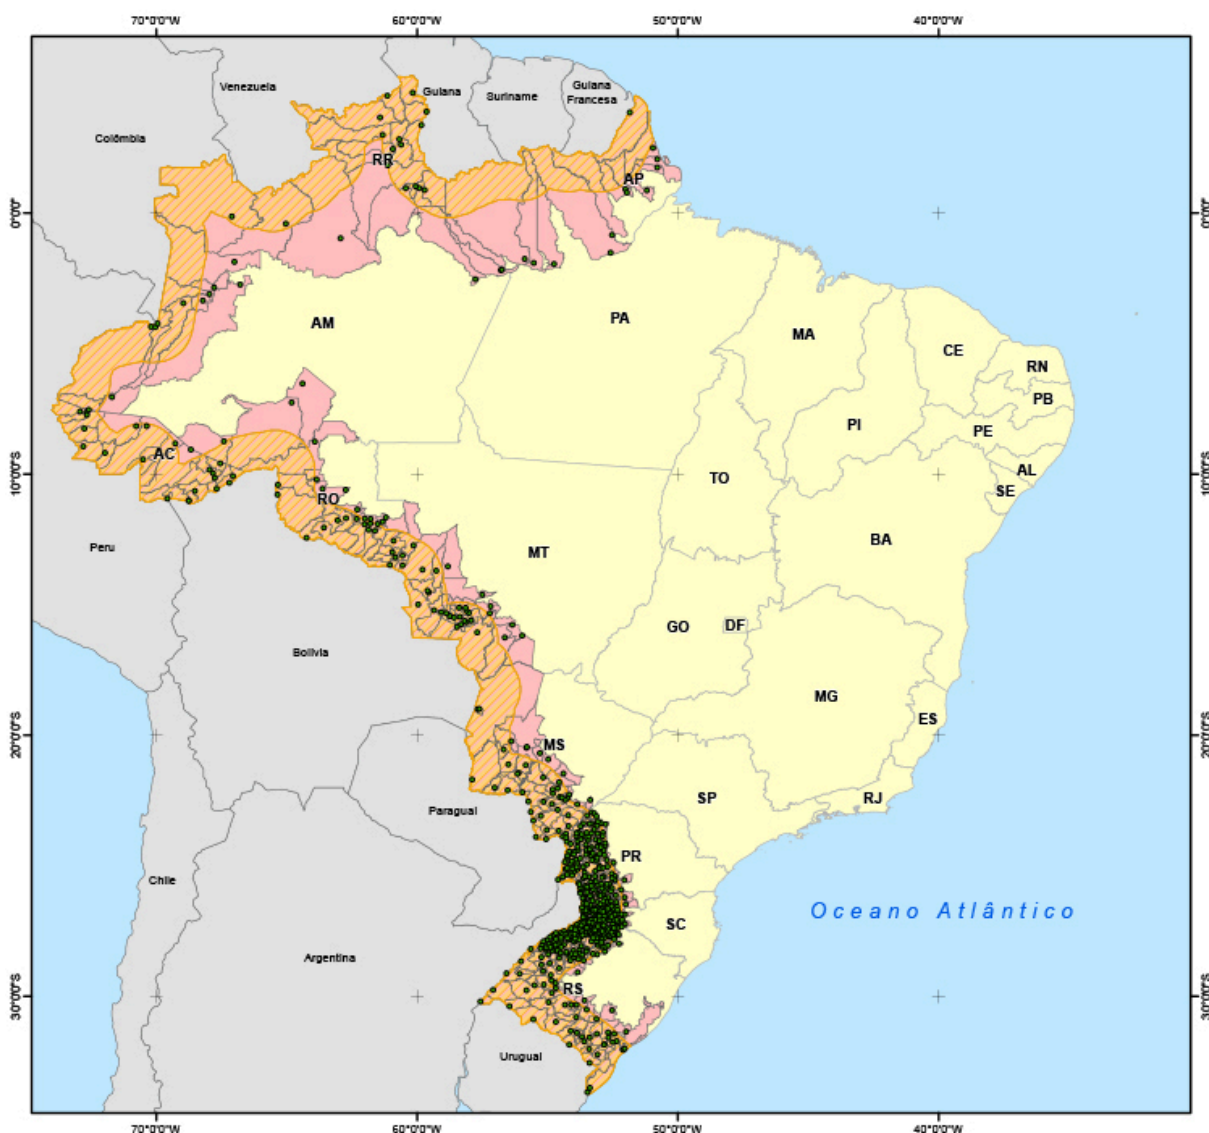 70°0'0"W 60°0'0"W 50°0'0"W 40°0'0"W
Venezuela
Guiana
Suriname
Guiana
Francesa
Colômbia
RR
AP
0°0'0"
0°0'0"
AM
PA
MA
CE
RN
PB
PI
PE
AC
AL
10°0'0"S
TO
10°0'0"S
RO
SE
BA
Peru
MT
GO
DF
Bolivia
MG
ES
20°0'0"S
MS
20°0'0"S
SP
RJ
Paraguai
PR
Chile
Oceano Atlântico
SC
Argentina
RS
30°0'0"S
30°0'0"S
Uruguai
70°0'0"W 60°0'0"W 50°0'0"W 40°0'0"W